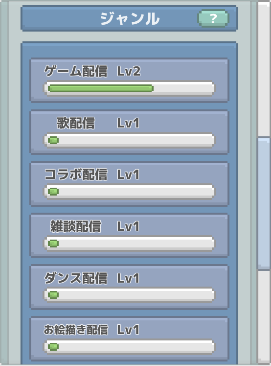 ジャンル ?
ゲーム配信 Lv2
歌配信 Lv1
コラボ配信 Lv1
雑談配信 Lv1
ダンス配信 Lv1
お絵描き配信 Lv1